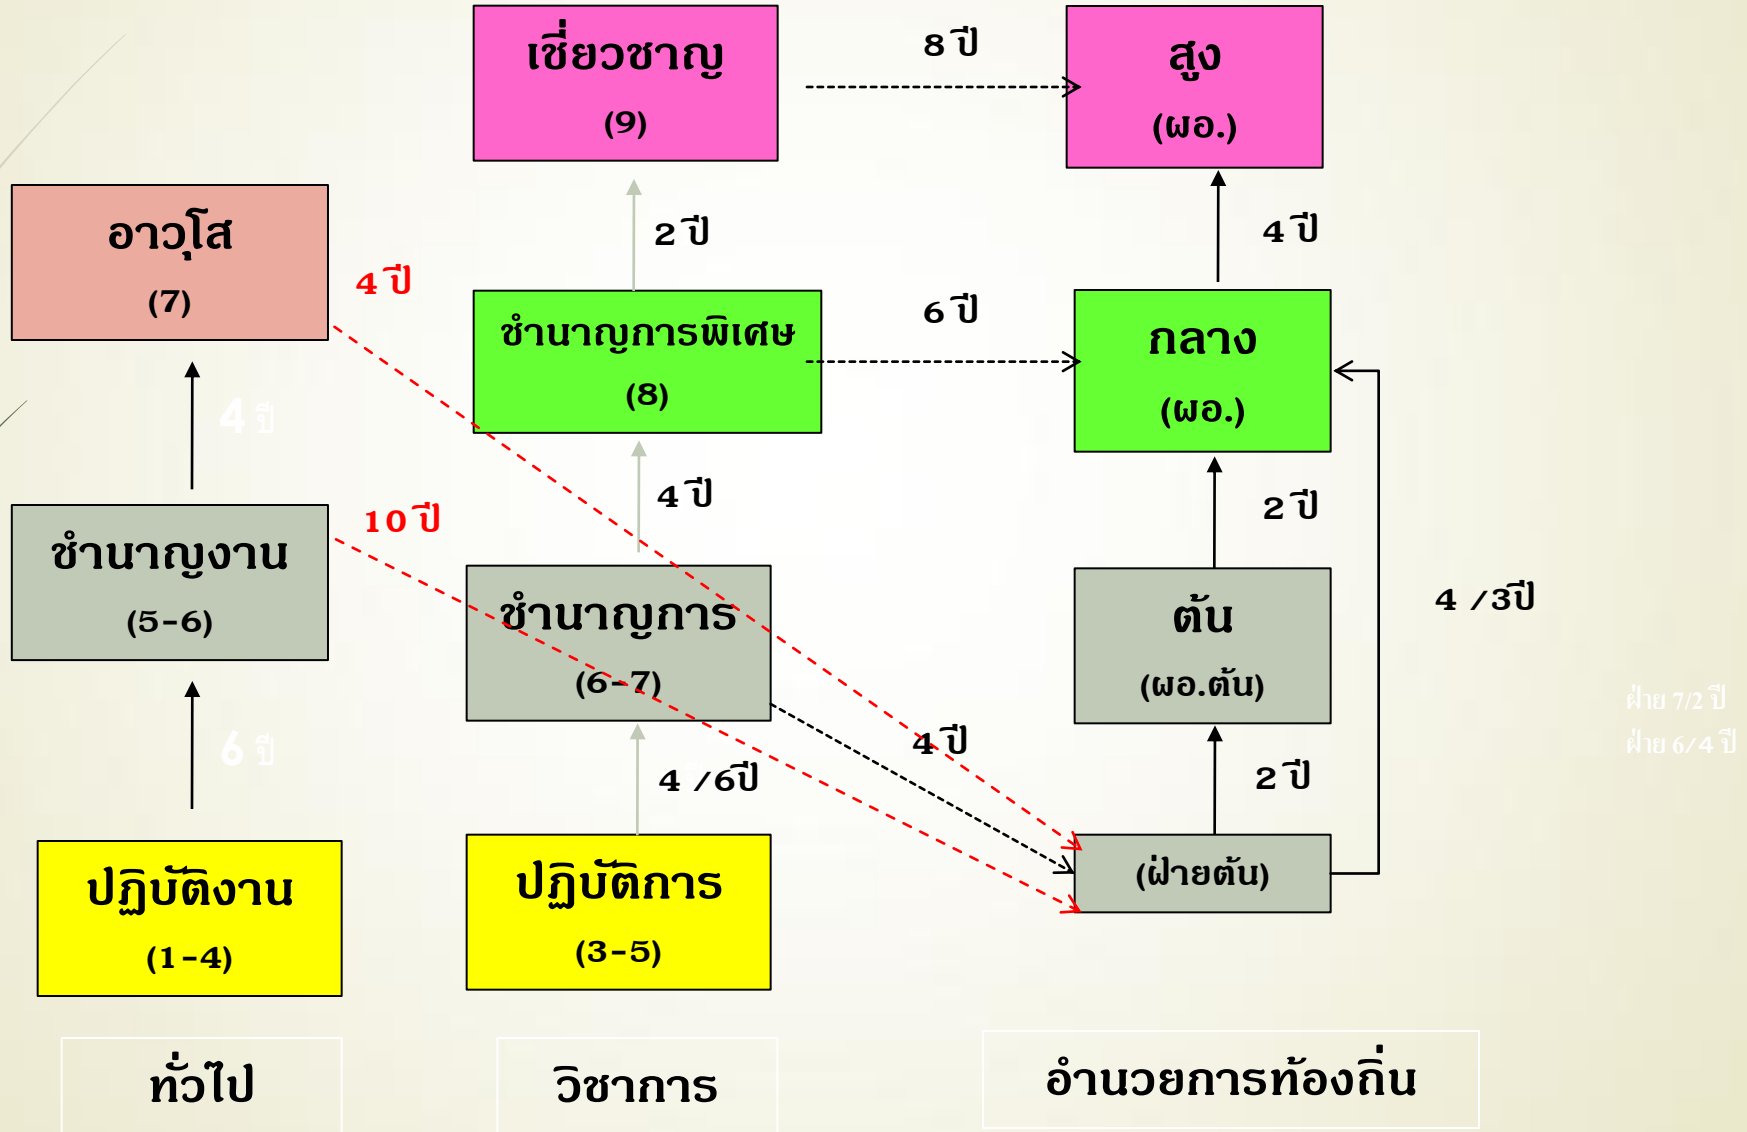 เชี่ยวชาญ
(9)
8 ปี
สูง
(ผอ.)
อาวุโส
(7)
4 ปี
2 ปี
4 ปี
ชำนาญการพิเศษ
(8)
6 ปี
กลาง
(ผอ.)
4 ปี
ชำนาญงาน
(5-6)
10 ปี
4 ปี
2 ปี
ชำนาญการ
(6-7)
ต้น
(ผอ.ต้น)
4 /3ปี
ฝ่าย 7/2 ปี
ฝ่าย 6/4 ปี
6 ปี
4 /6ปี
4 ปี
2 ปี
ปฏิบัติงาน
(1-4)
ปฏิบัติการ
(3-5)
(ฝ่ายต้น)
ทั่วไป
วิชาการ
อำนวยการท้องถิ่น